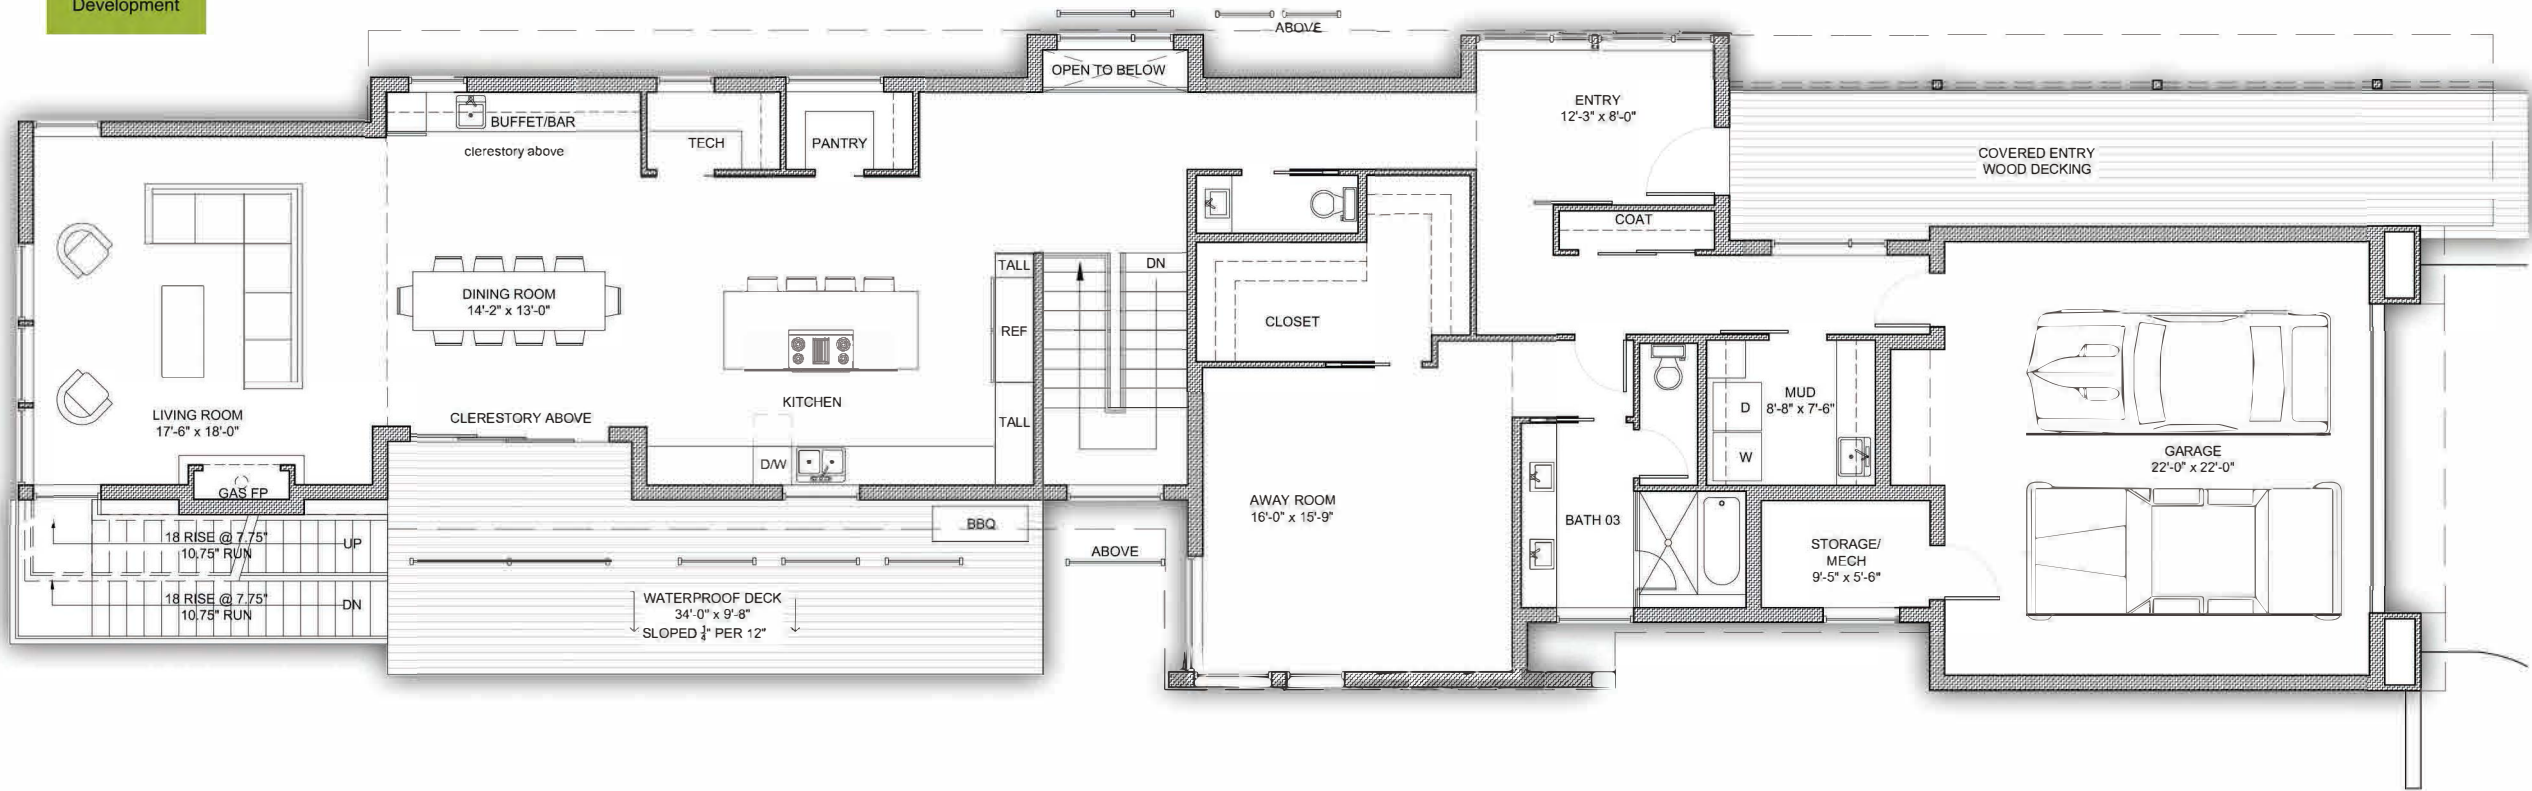 Development
ABOVE
OPEN TO BELOW
ENTRY
12'-3" x 8'-0"
BUFFET/BAR
clerestory above
TECH
PANTRY
COVERED ENTRY
WOOD DECKING
COAT
TALL
DN
DINING ROOM
14'-2" x 13'-0"
REF
CLOSET
LIVING ROOM
17'-6" x 18'-0"
CLERESTORY ABOVE
KITCHEN
TALL
MUD
8'-8" x 7'-6"
D
W
D/W
GARAGE
22'-0" x 22'-0"
GAS FP
AWAY ROOM
16'-0" x 15'-9"
BATH 03
BBQ
18 RISE @ 7.75"
10.75" RUN
UP
ABOVE
STORAGE/
MECH
9'-5" x 5'-6"
18 RISE @ 7.75"
10.75" RUN
DN
WATERPROOF DECK
34'-0" x 9'-8"
SLOPED ¼" PER 12"